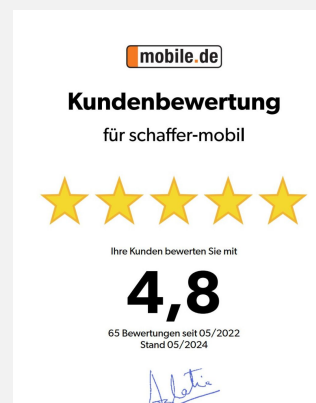 mobile.de
Kundenbewertung
für schaffer-mobil
Ihre Kunden bewerten Sie mit
4,8
65 Bewertungen seit 05/2022
Stand 05/2024